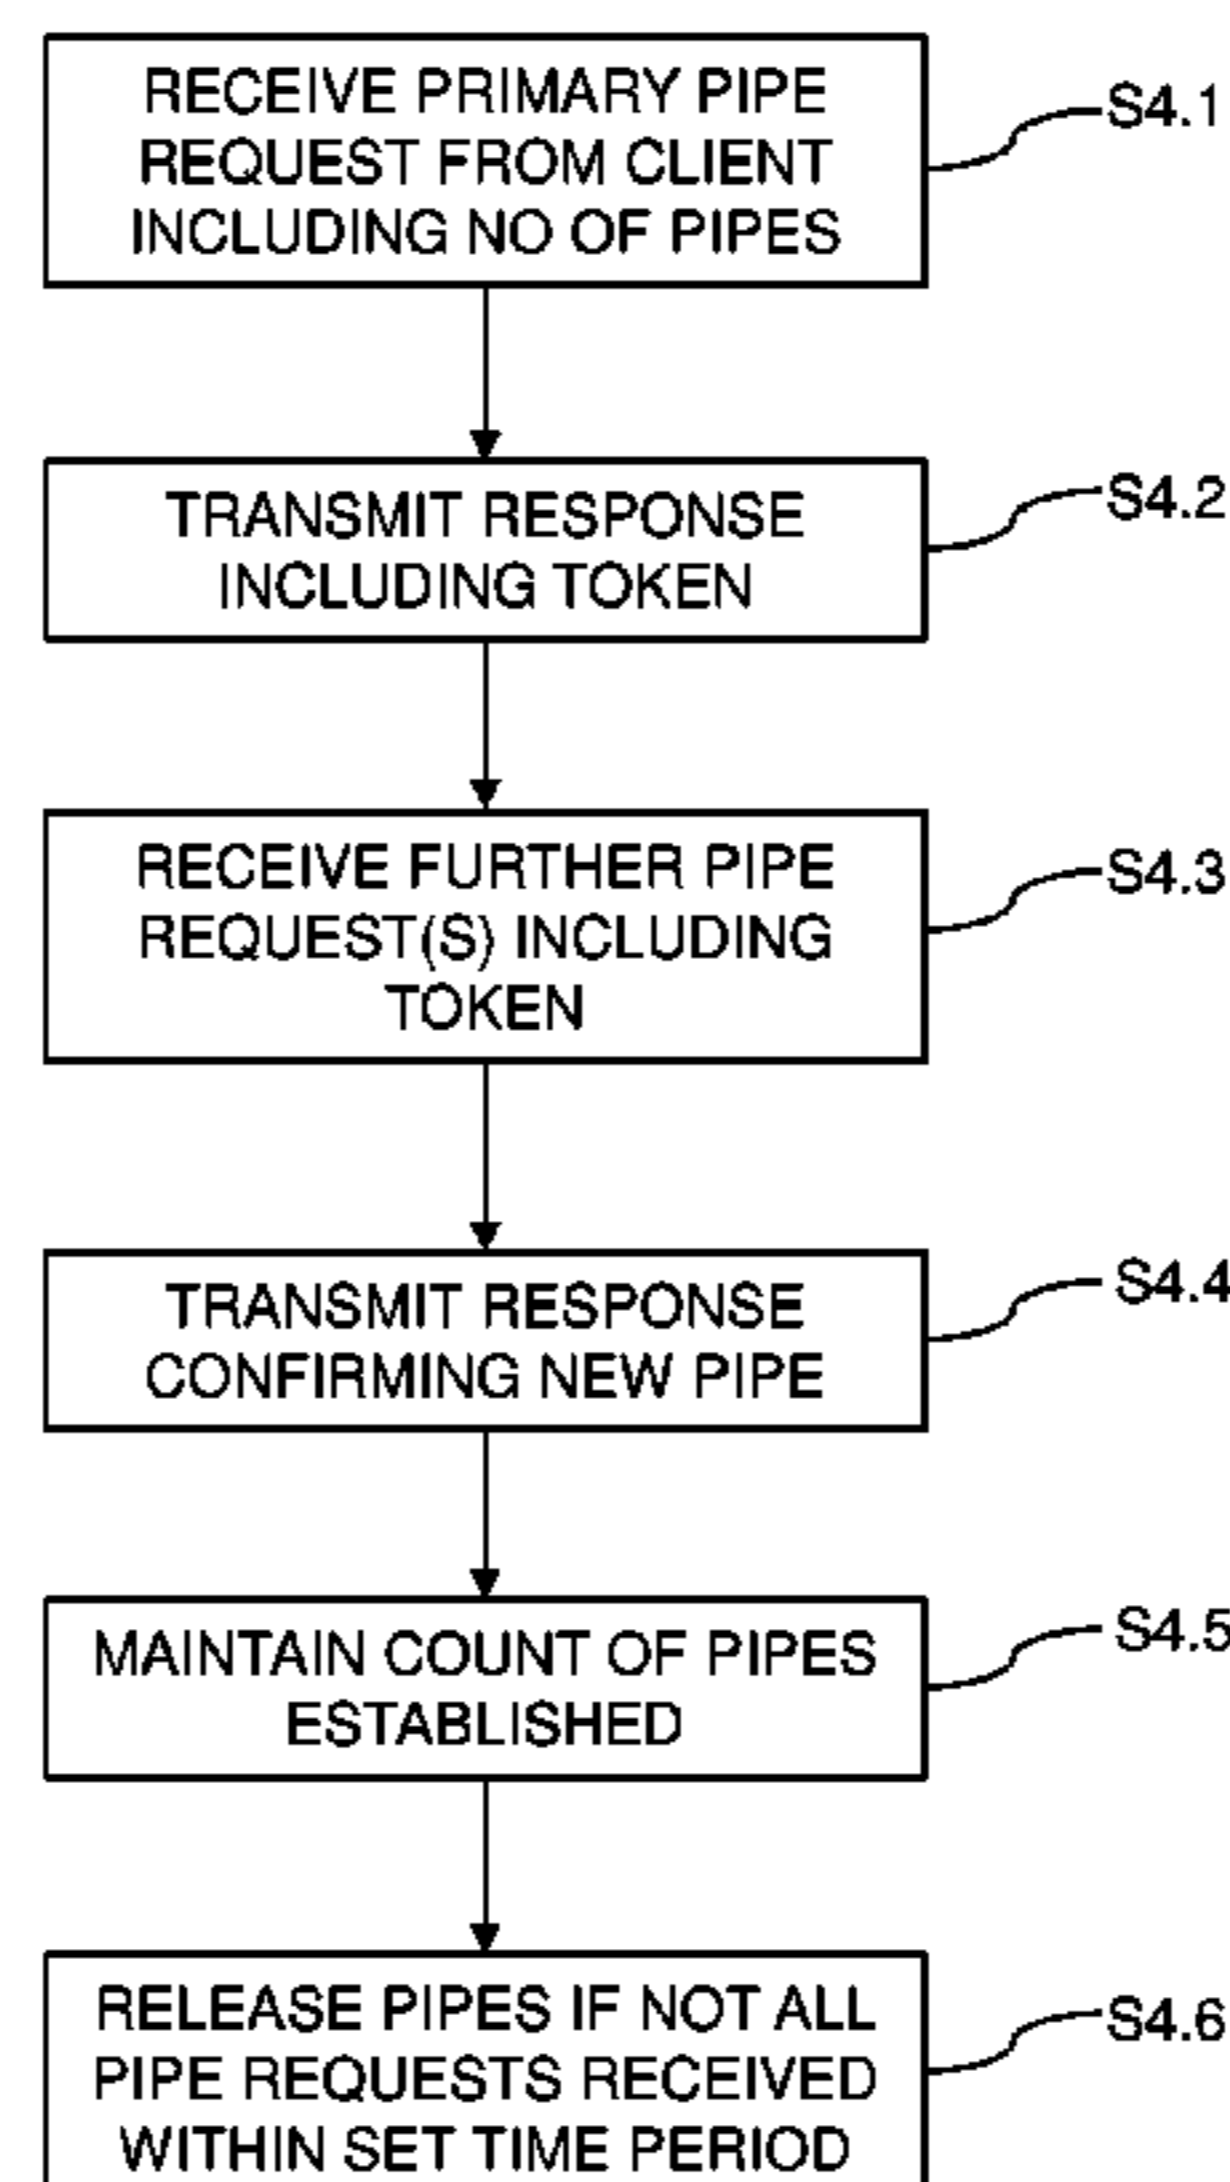 RECEIVE PRIMARY PIPE
REQUEST FROM CLIENT
INCLUDING NO OF PIPES
S4.1
TRANSMIT RESPONSE
INCLUDING TOKEN
S4.2
RECEIVE FURTHER PIPE
REQUEST(S) INCLUDING
TOKEN
S4.3
TRANSMIT RESPONSE
CONFIRMING NEW PIPE
S4.4
MAINTAIN COUNT OF PIPES
ESTABLISHED
S4.5
RELEASE PIPES IF NOT ALL
PIPE REQUESTS RECEIVED
WITHIN SET TIME PERIOD
S4.6